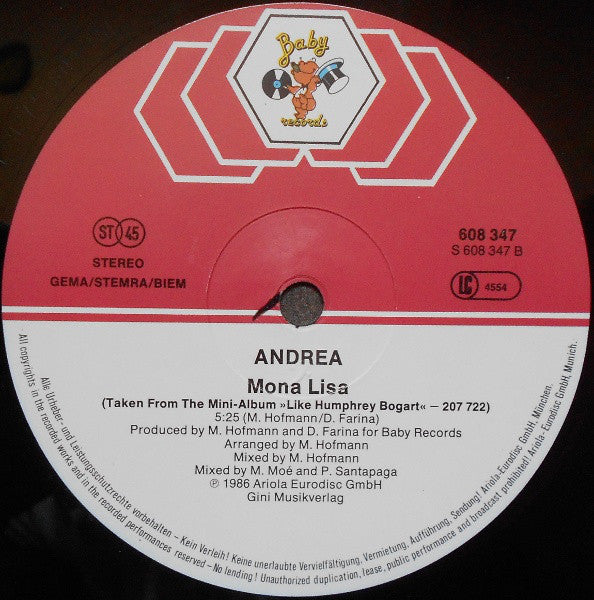 Baby
records
ST 45
STEREO
GEMA/STEMRA/BIEM
608 347
S 608 347 B
LC 4554
ANDREA
Mona Lisa
(Taken From The Mini-Album »Like Humphrey Bogart« – 207 722)
5:25 (M. Hofmann/D. Farina)
Produced by M. Hofmann and D. Farina for Baby Records
Arranged by M. Hofmann
Mixed by M. Hofmann
Mixed by M. Moé and P. Santapaga
℗ 1986 Ariola Eurodisc GmbH
Gini Musikverlag
Alle Urheber- und Leistungsschutzrechte vorbehalten – Kein Verleih! Keine unerlaubte Vervielfältigung, Vermietung, Aufführung, Sendung! Ariola-Eurodisc GmbH, München.
All copyrights in the recorded works and in the recorded performances reserved – No lending! Unauthorized duplication, lease, public performance and broadcast prohibited! Ariola - Eurodisc GmbH, Munich.